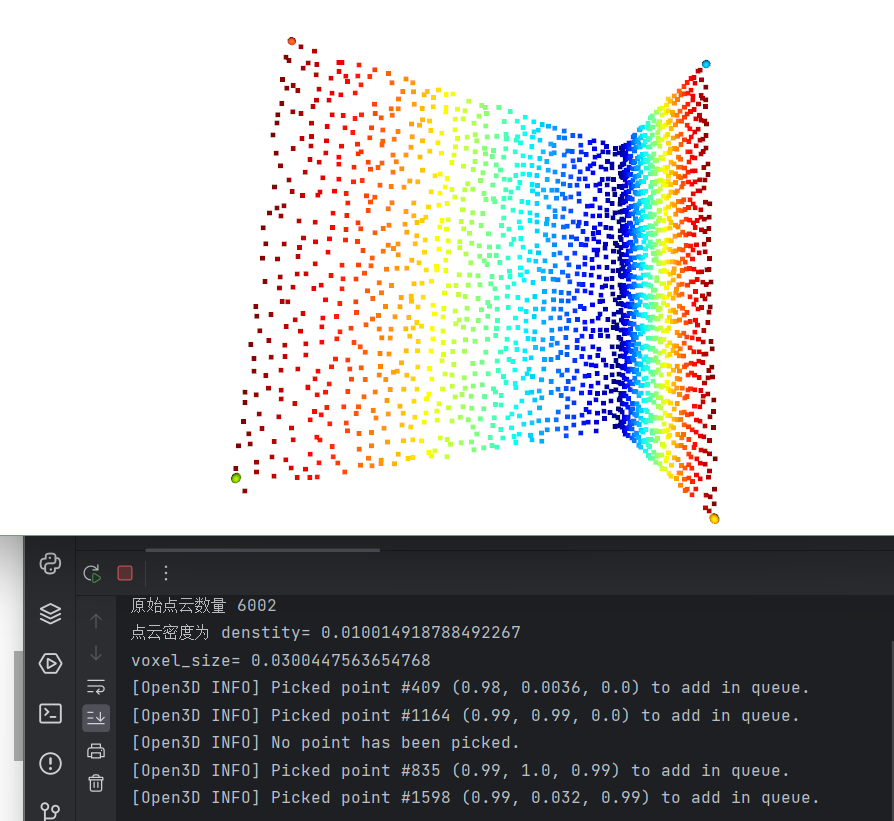 原始点云数量 6002
点云密度为 denstity= 0.010014918788492267
voxel_size= 0.0300447563654768
[Open3D INFO] Picked point #409 (0.98, 0.0036, 0.0) to add in queue.
[Open3D INFO] Picked point #1164 (0.99, 0.99, 0.0) to add in queue.
[Open3D INFO] No point has been picked.
[Open3D INFO] Picked point #835 (0.99, 1.0, 0.99) to add in queue.
[Open3D INFO] Picked point #1598 (0.99, 0.032, 0.99) to add in queue.